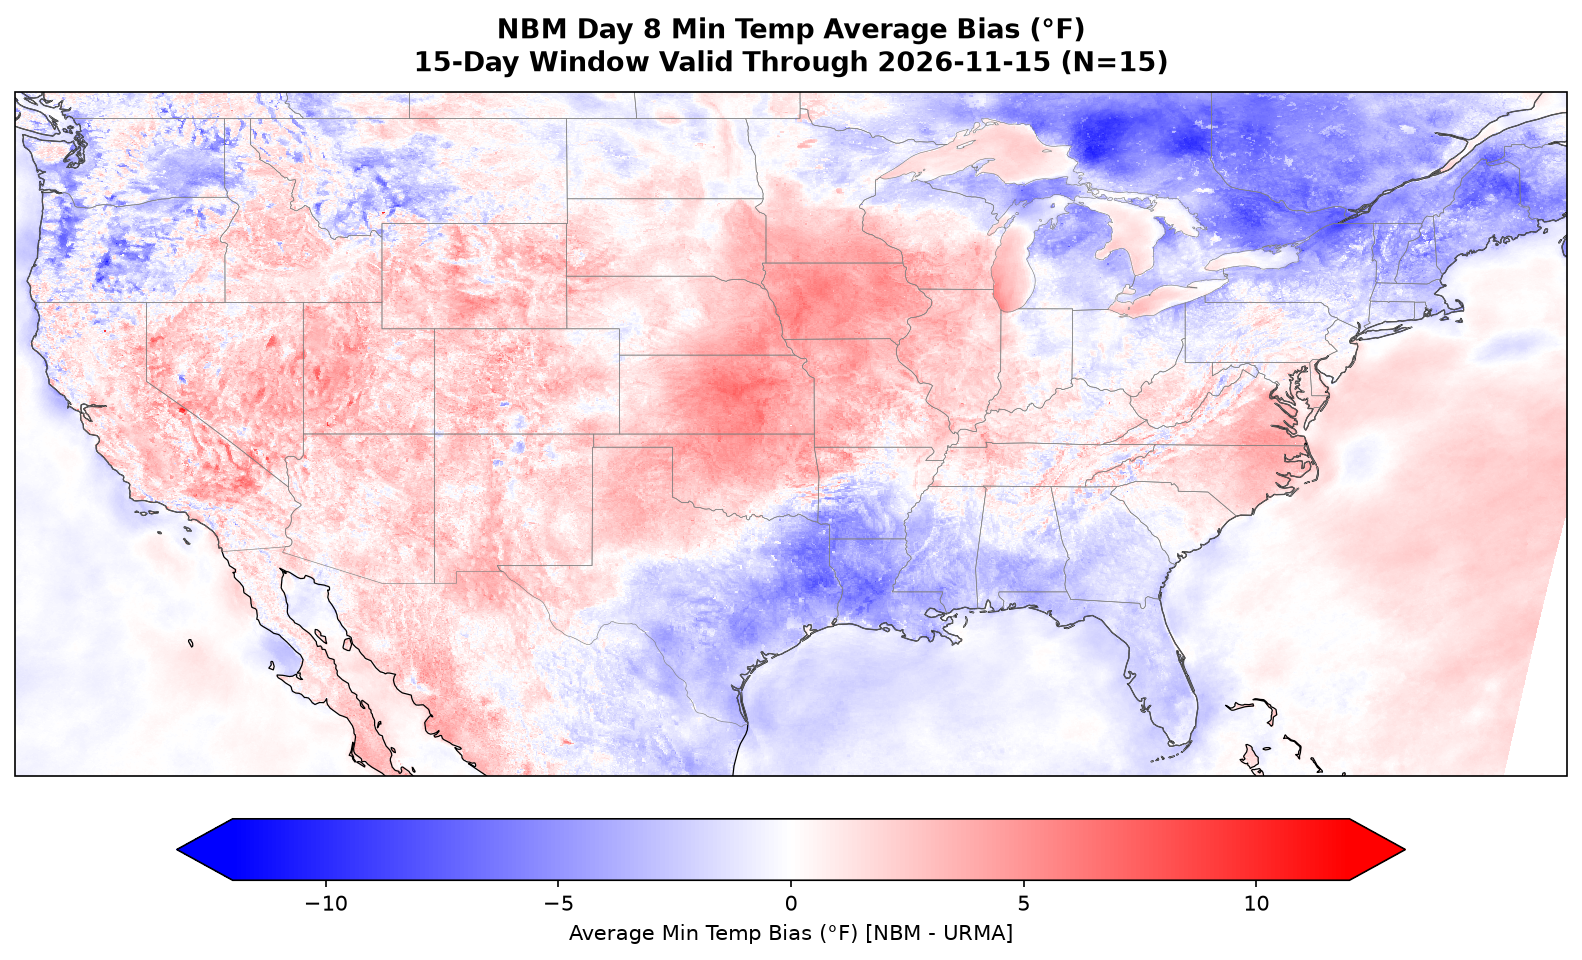 NBM Day 8 Min Temp Average Bias (°F)
15-Day Window Valid Through 2026-11-15 (N=15)
−10 −5 0 5 10
Average Min Temp Bias (°F) [NBM - URMA]